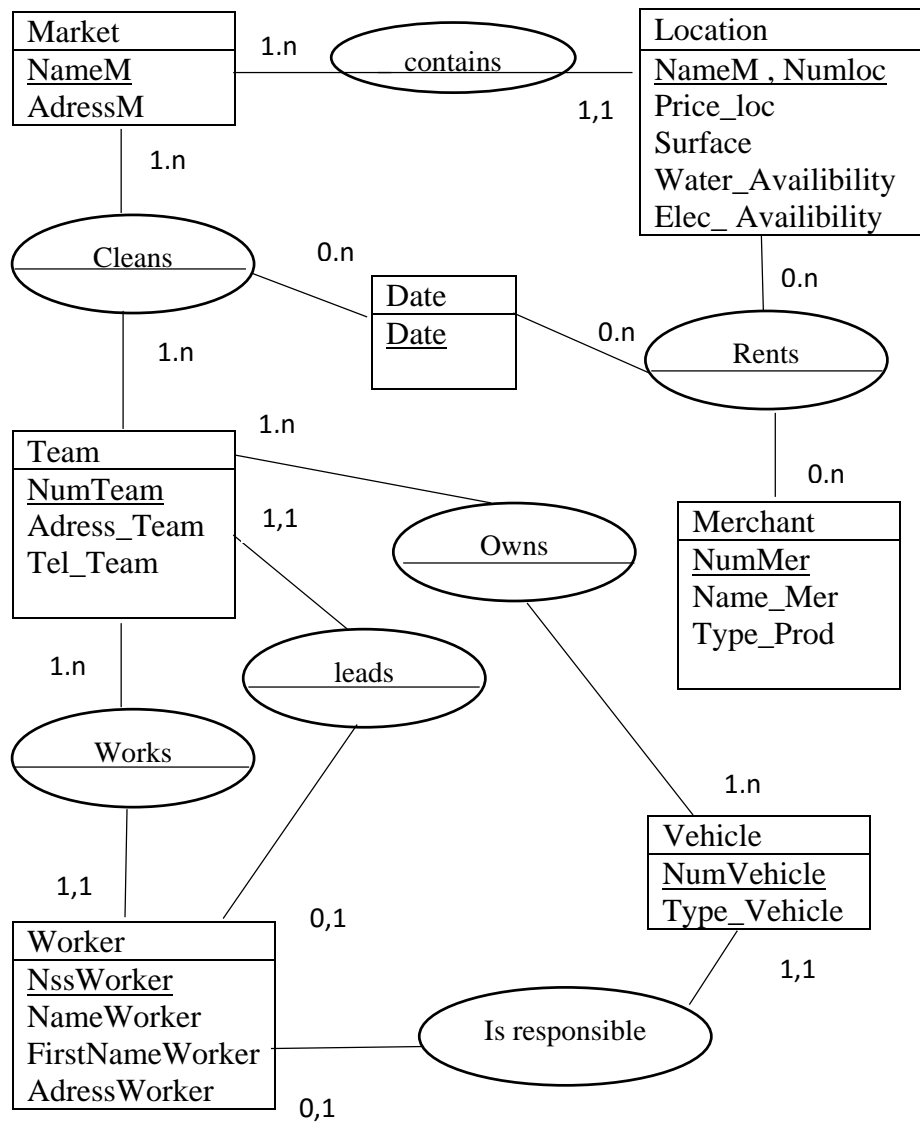 Market
NameM
AdressM
1.n
contains
1,1
Location
NameM , Numloc
Price_loc
Surface
Water_Availibility
Elec_ Availibility
1.n
Cleans
0.n
Date
Date
0.n
0.n
Rents
1.n
0.n
Team
NumTeam
Adress_Team
Tel_Team
1.n
1,1
Owns
Merchant
NumMer
Name_Mer
Type_Prod
1.n
leads
Works
1.n
Vehicle
NumVehicle
Type_Vehicle
1,1
0,1
Worker
NssWorker
NameWorker
FirstNameWorker
AdressWorker
1,1
Is responsible
0,1